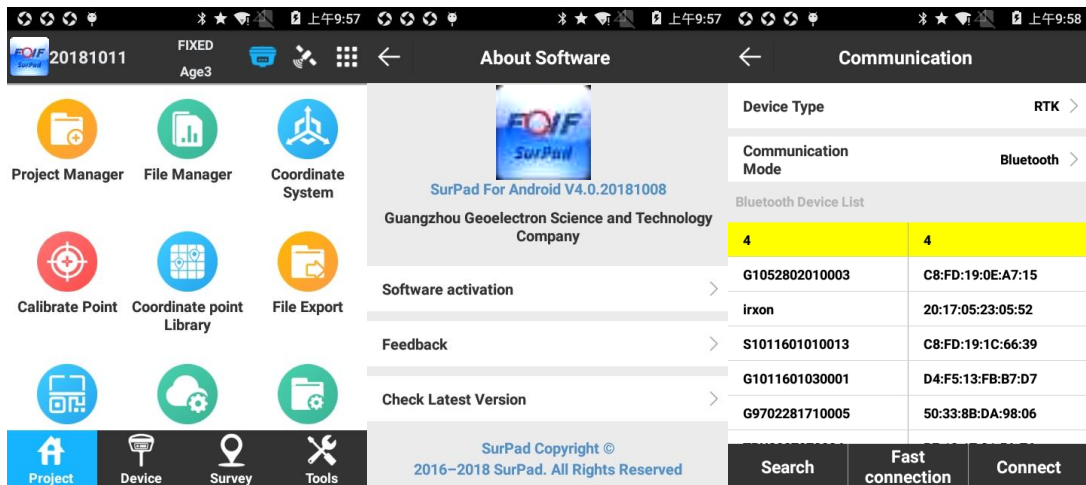 上午9:57
FOIF
SurPad
20181011
FIXED
Age3
Project Manager
File Manager
Coordinate
System
Calibrate Point
Coordinate point
Library
File Export
Project
Device
Survey
Tools
上午9:57
About Software
FOIF
SurPad
SurPad For Android V4.0.20181008
Guangzhou Geoelectron Science and Technology
Company
Software activation
Feedback
Check Latest Version
SurPad Copyright ©
2016–2018 SurPad. All Rights Reserved
上午9:58
Communication
Device Type
RTK
Communication
Mode
Bluetooth
Bluetooth Device List
4 4
G1052802010003 C8:FD:19:0E:A7:15
irxon 20:17:05:23:05:52
S1011601010013 C8:FD:19:1C:66:39
G1011601030001 D4:F5:13:FB:B7:D7
G9702281710005 50:33:8B:DA:98:06
Search
Fast
connection
Connect